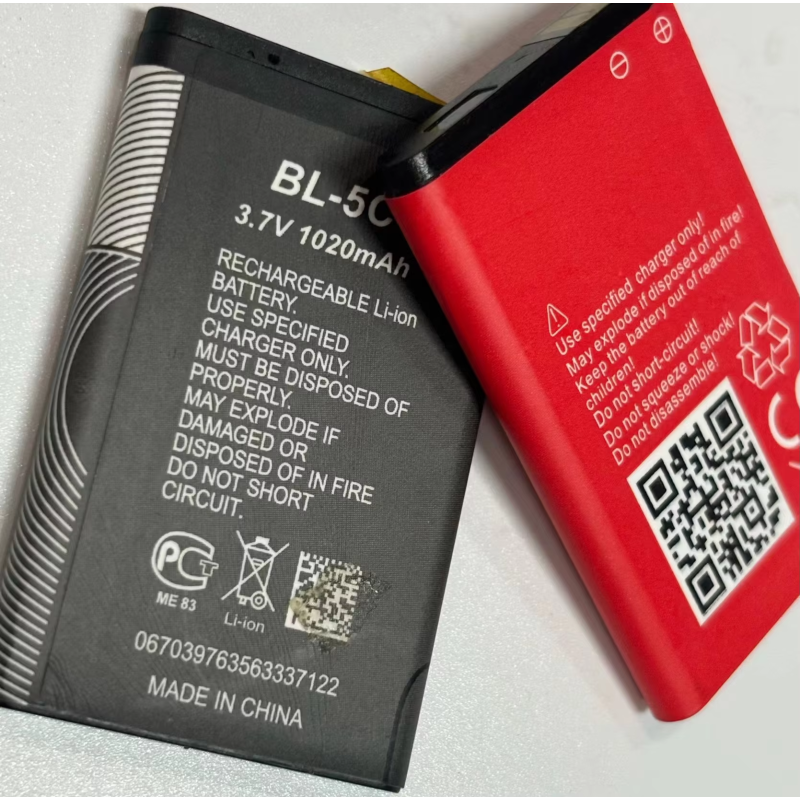 BL-5C
3.7V 1020mAh
RECHARGEABLE Li-ion
BATTERY.
USE SPECIFIED
CHARGER ONLY.
MUST BE DISPOSED OF
PROPERLY.
MAY EXPLODE IF
DAMAGED OR
DISPOSED OF IN FIRE
DO NOT SHORT
CIRCUIT.
PCT
ME 83
Li-ion
0670397635633337122
MADE IN CHINA
Use specified charger only!
May explode if disposed of in fire!
Keep the battery out of reach of
children!
Do not short-circuit!
Do not squeeze or shock!
Do not disassemble!